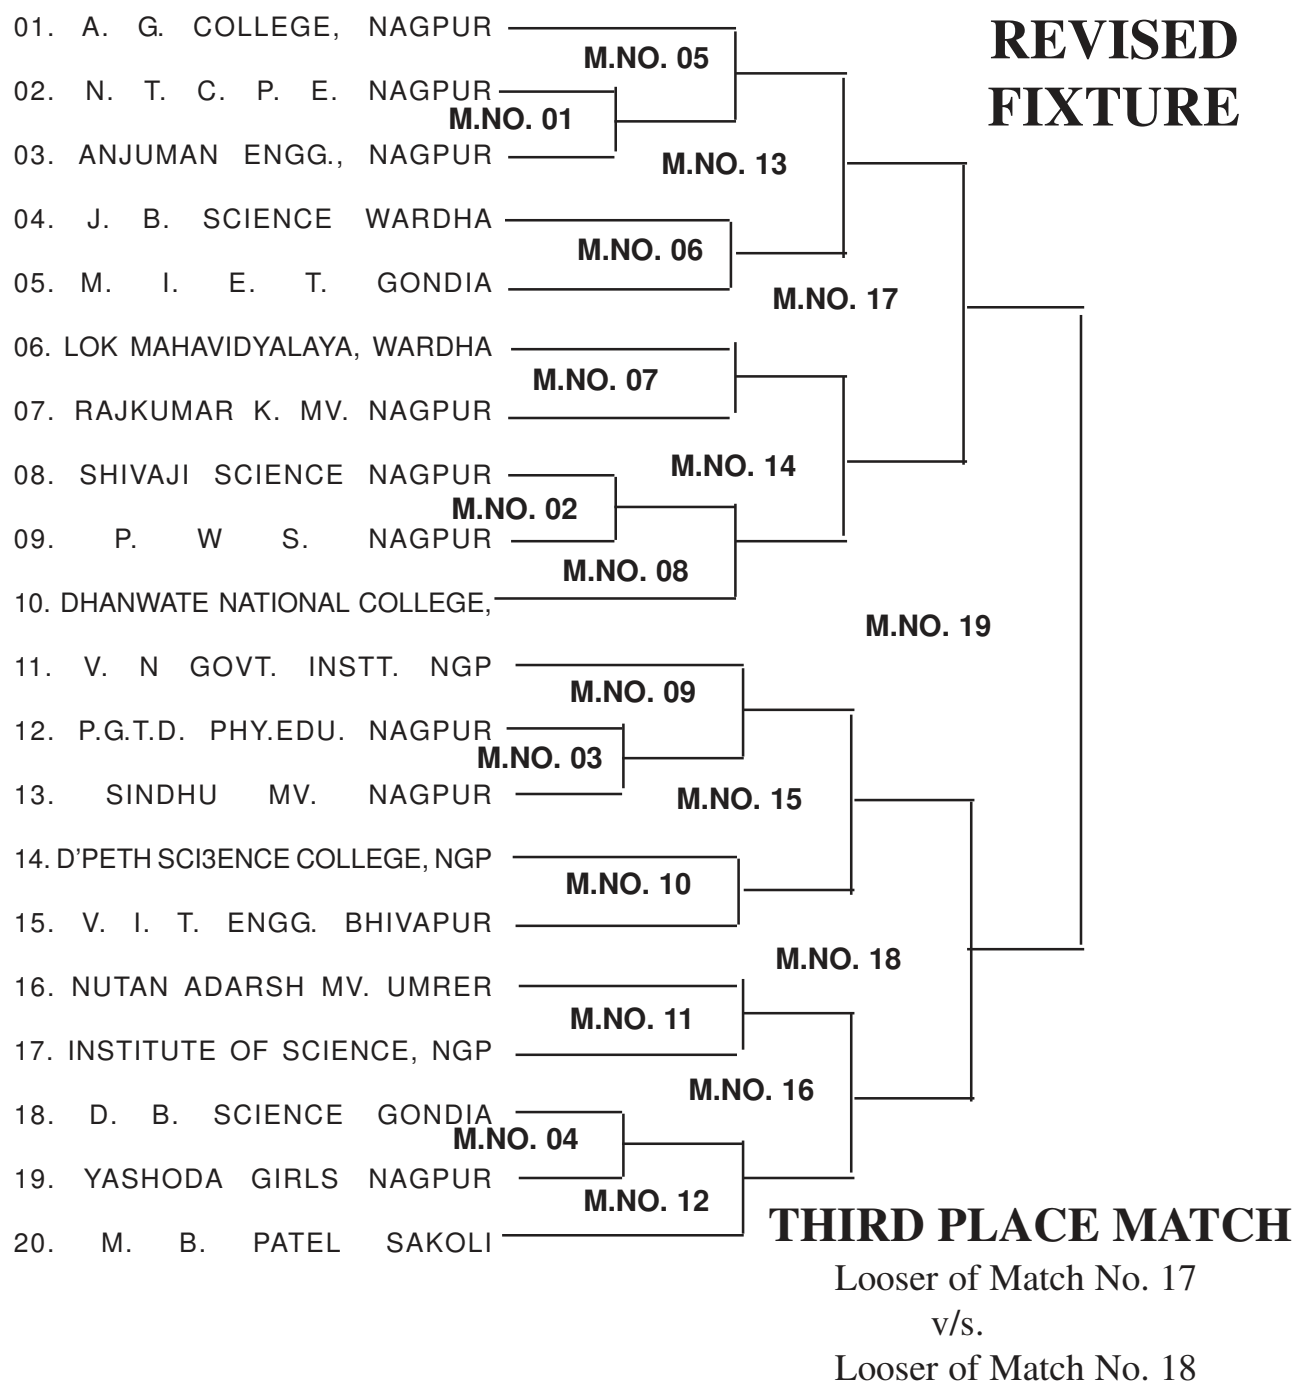 01. A. G. COLLEGE, NAGPUR
REVISED
FIXTURE
M.NO. 05
02. N. T. C. P. E. NAGPUR
M.NO. 01
03. ANJUMAN ENGG., NAGPUR
M.NO. 13
04. J. B. SCIENCE WARDHA
M.NO. 06
05. M. I. E. T. GONDIA
M.NO. 17
06. LOK MAHAVIDYALAYA, WARDHA
M.NO. 07
07. RAJKUMAR K. MV. NAGPUR
M.NO. 14
08. SHIVAJI SCIENCE NAGPUR
M.NO. 02
09. P. W S. NAGPUR
M.NO. 08
10. DHANWATE NATIONAL COLLEGE,
M.NO. 19
11. V. N GOVT. INSTT. NGP
M.NO. 09
12. P.G.T.D. PHY.EDU. NAGPUR
M.NO. 03
13. SINDHU MV. NAGPUR
M.NO. 15
14. D'PETH SCI3ENCE COLLEGE, NGP
M.NO. 10
15. V. I. T. ENGG. BHIVAPUR
M.NO. 18
16. NUTAN ADARSH MV. UMRER
M.NO. 11
17. INSTITUTE OF SCIENCE, NGP
M.NO. 16
18. D. B. SCIENCE GONDIA
M.NO. 04
19. YASHODA GIRLS NAGPUR
M.NO. 12
20. M. B. PATEL SAKOLI
THIRD PLACE MATCH
Looser of Match No. 17
v/s.
Looser of Match No. 18